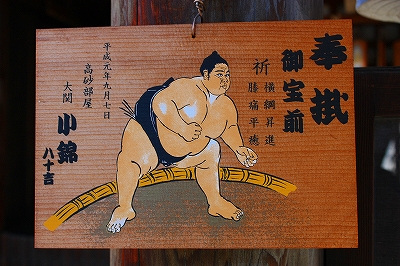 奉掛
御宝前
祈
横綱昇進
膝痛平癒
平成元年九月七日
高砂部屋
大関
小錦
八十吉